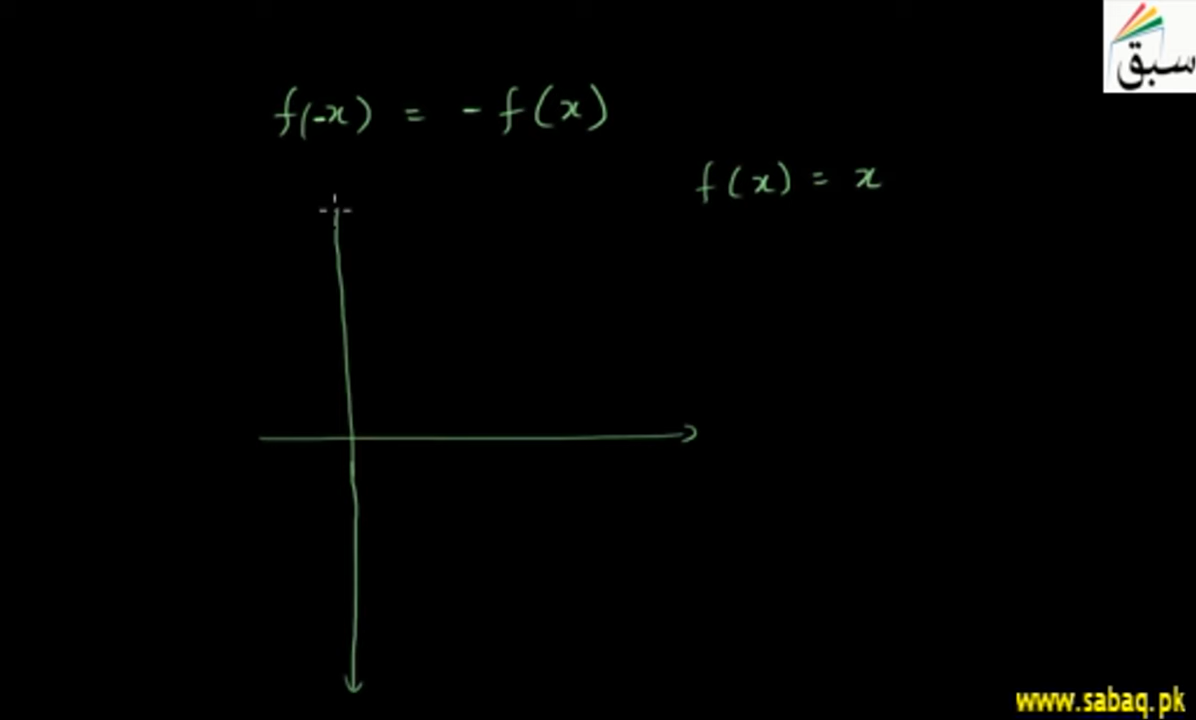 سبق
f(-x) = - f(x)
f(x) = x
www.sabaq.pk